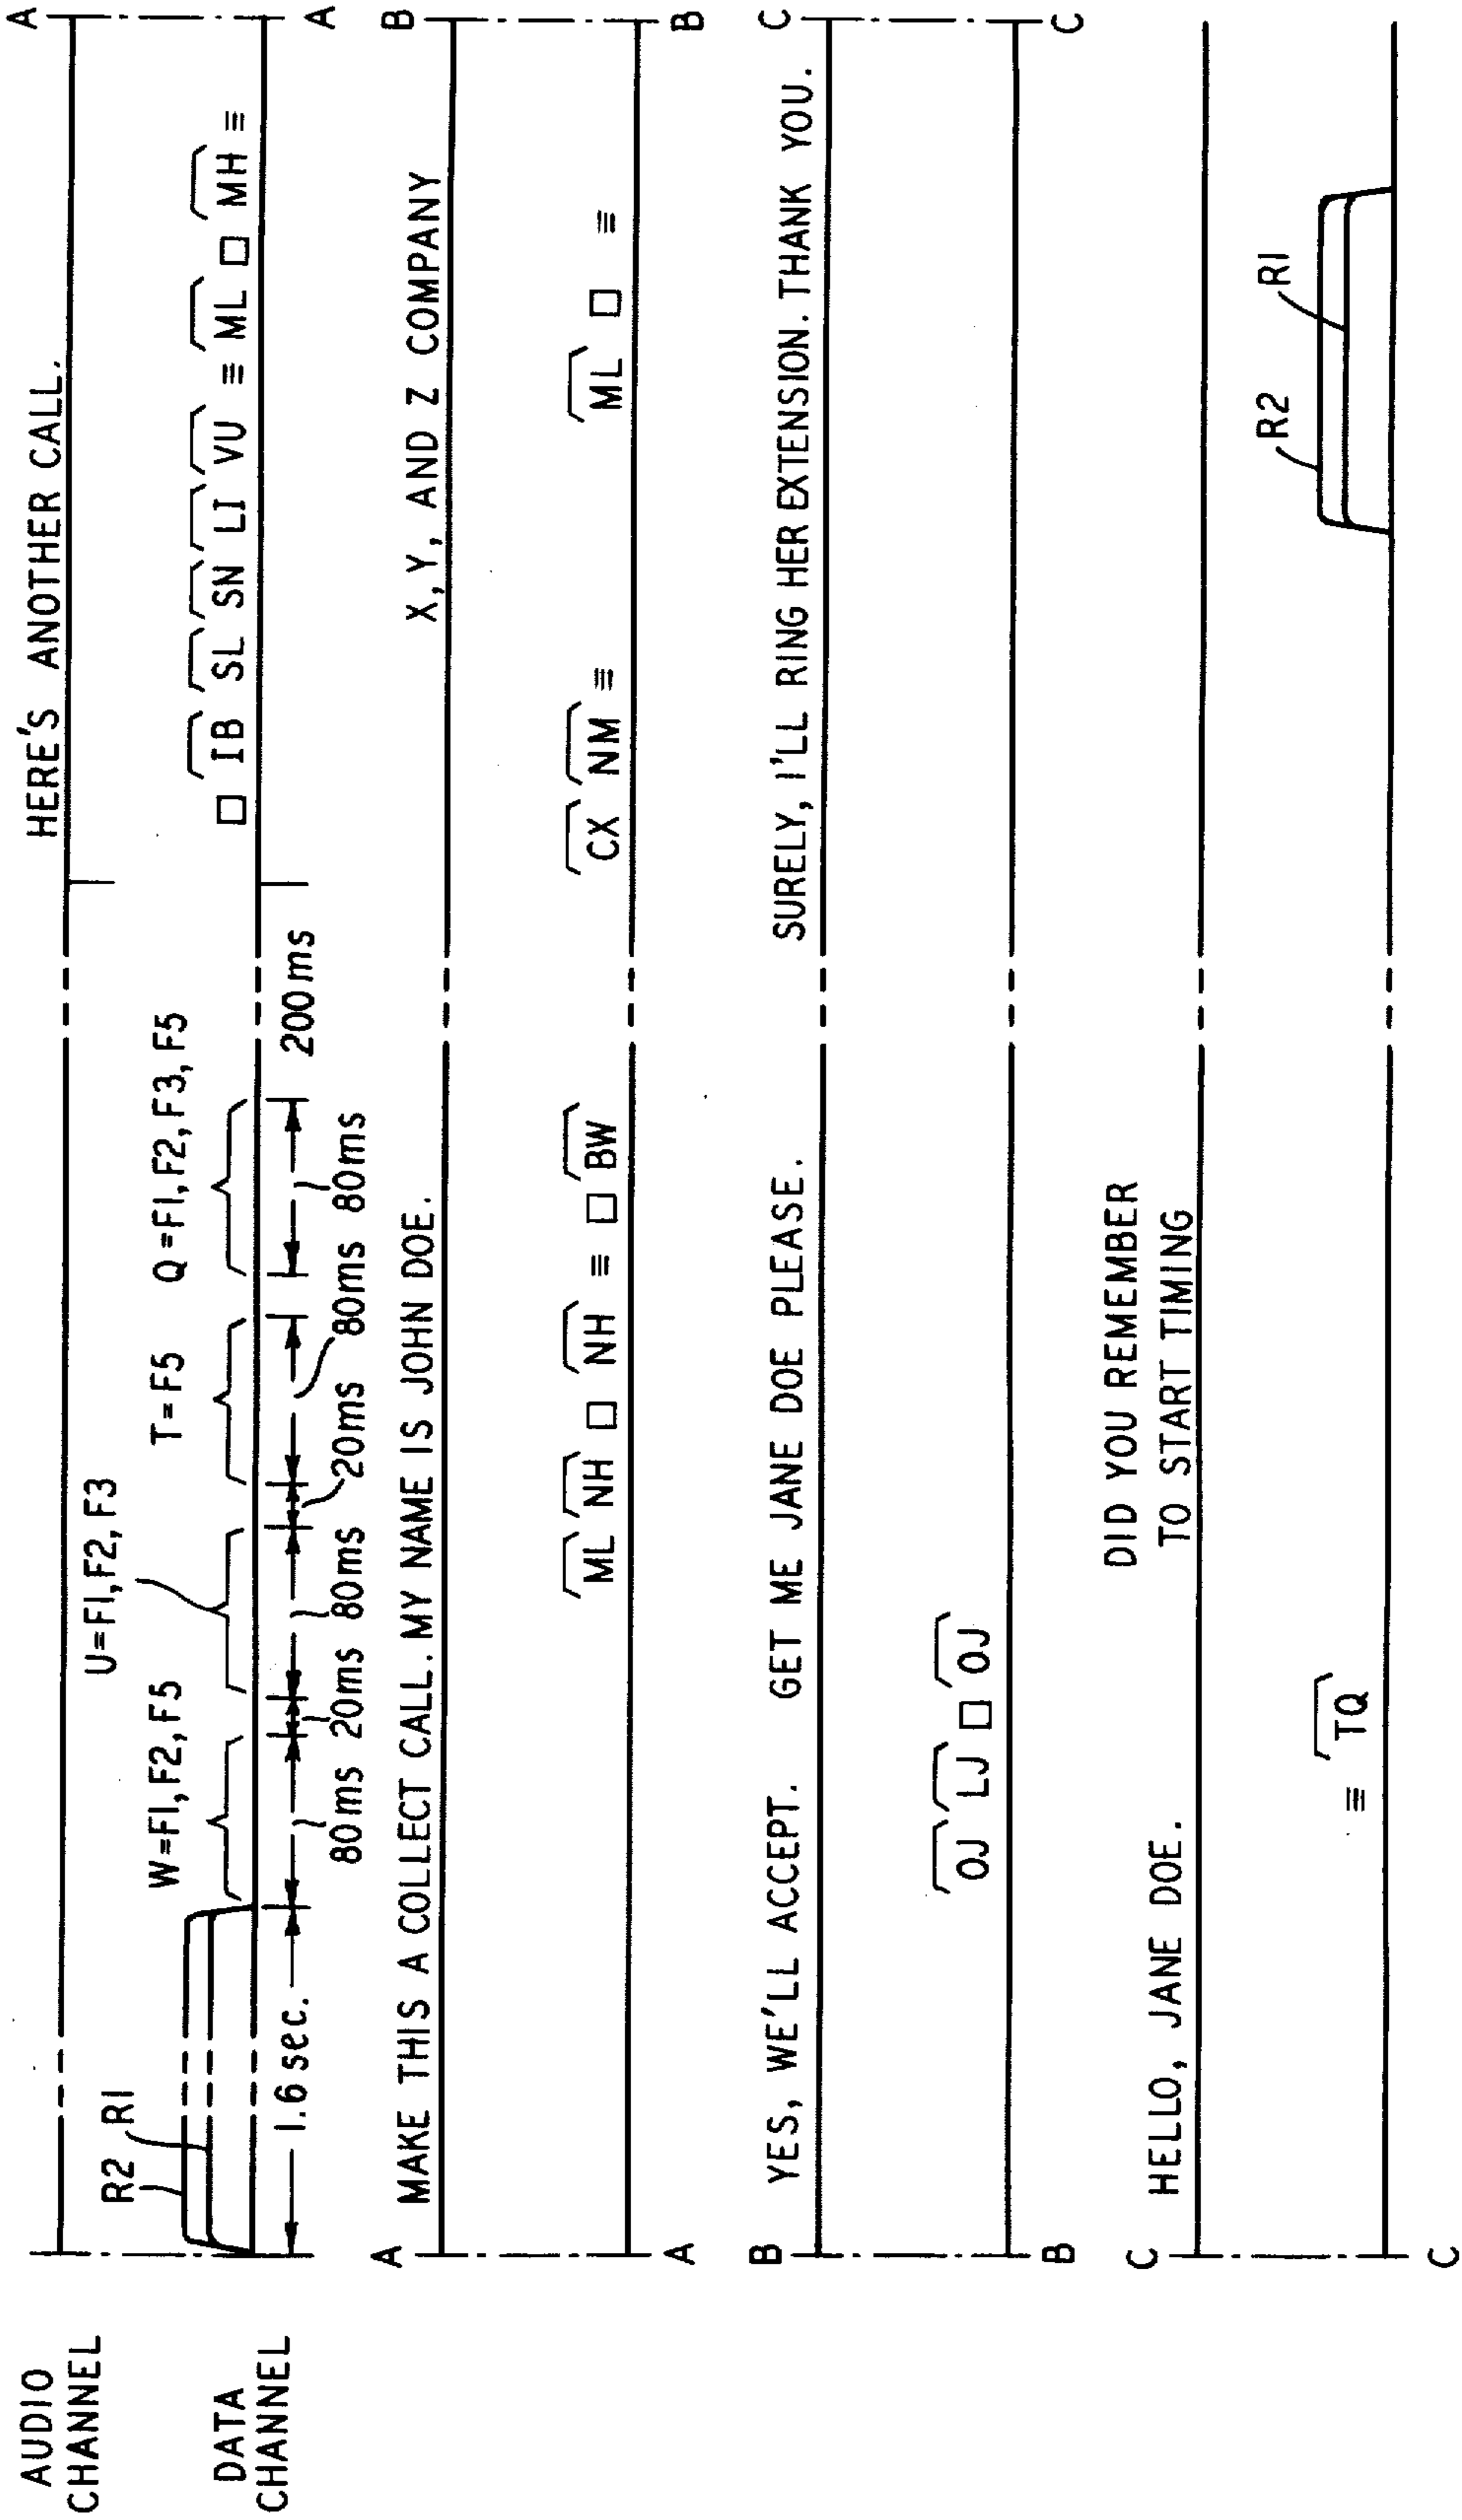 AUDIO
CHANNEL
DATA
CHANNEL
HERE'S ANOTHER CALL.
A
R2 R1
W=F1,F2,F5
U=F1,F2,F3
T=F5
Q=F1,F2,F3,F5
□ IB SL SN LI VU ≡ ML □ MH ≡
A
1.6 sec.
80ms 20ms 80ms 20ms 80ms 80ms
200ms
A
MAKE THIS A COLLECT CALL. MY NAME IS JOHN DOE.
X, Y, AND Z COMPANY
B
ML NH □ NH ≡ □ BW
CX NM ≡
ML □ ≡
A
B
B
YES, WE'LL ACCEPT.
GET ME JANE DOE PLEASE.
SURELY, I'LL RING HER EXTENSION. THANK YOU.
C
OJ LJ □ OJ
B
C
C
HELLO, JANE DOE.
DID YOU REMEMBER
TO START TIMING
≡ TQ
R2
R1
C